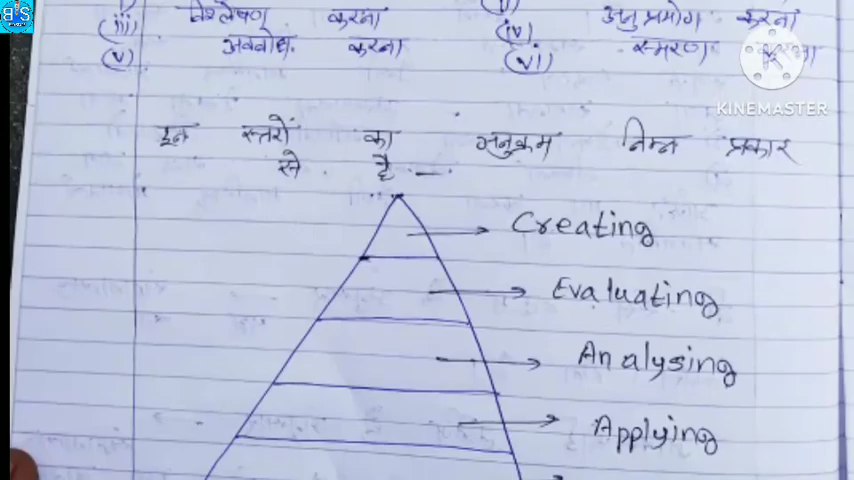 BS
(iii) विश्लेषण करना
(iv) अनुप्रयोग करना
(v) अवबोध करना
(vi) स्मरण
KINEMASTER
इन स्तरों का अनुक्रम निम्न प्रकार
से है –
Creating
Evaluating
Analysing
Applying